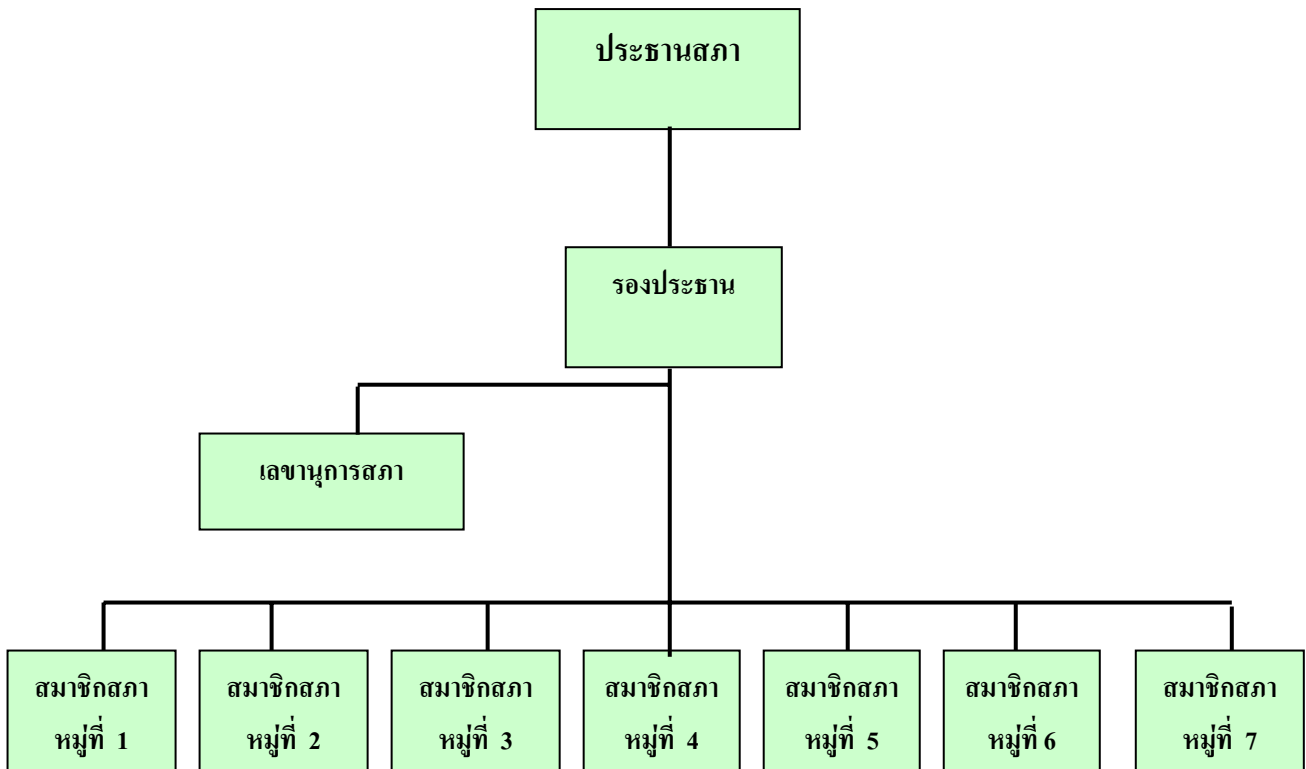 ประธานสภา
รองประธาน
เลขานุการสภา
สมาชิกสภา
หมู่ที่ 1
สมาชิกสภา
หมู่ที่ 2
สมาชิกสภา
หมู่ที่ 3
สมาชิกสภา
หมู่ที่ 4
สมาชิกสภา
หมู่ที่ 5
สมาชิกสภา
หมู่ที่ 6
สมาชิกสภา
หมู่ที่ 7